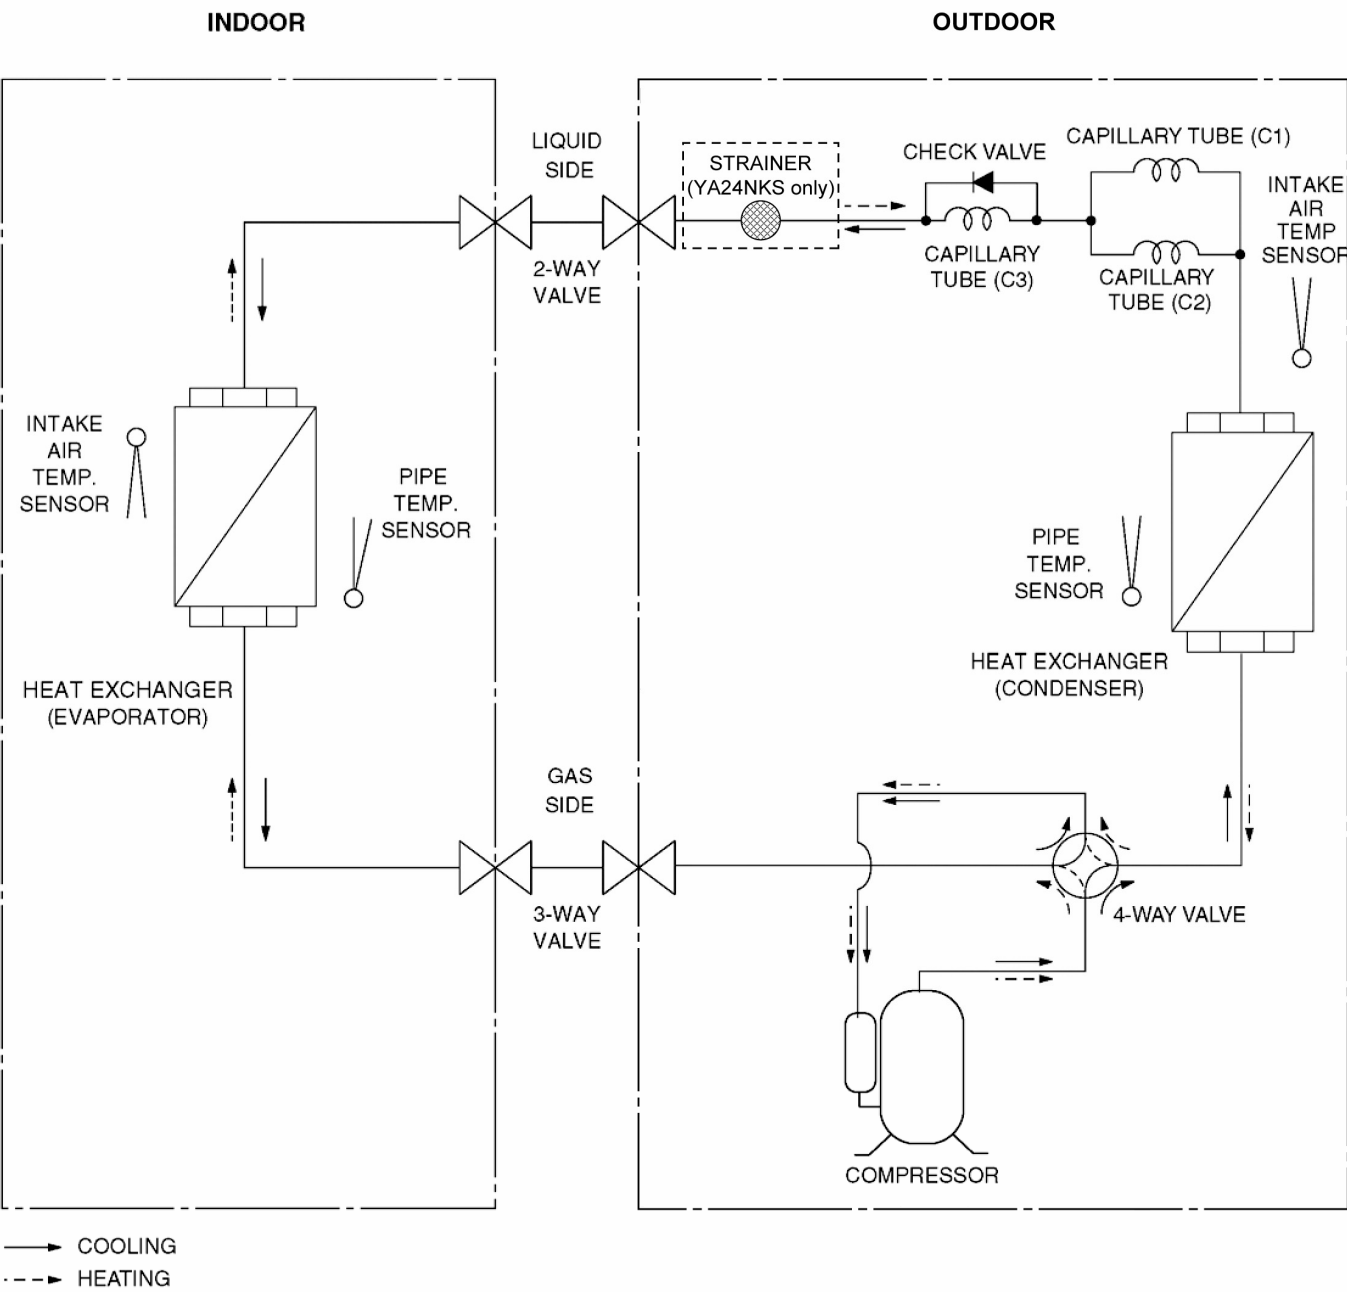 INDOOR
OUTDOOR
LIQUID
SIDE
STRAINER
(YA24NKS only)
CHECK VALVE
CAPILLARY TUBE (C1)
INTAKE
AIR
TEMP
SENSOR
2-WAY
VALVE
CAPILLARY
TUBE (C3)
CAPILLARY
TUBE (C2)
INTAKE
AIR
TEMP.
SENSOR
PIPE
TEMP.
SENSOR
PIPE
TEMP.
SENSOR
HEAT EXCHANGER
(EVAPORATOR)
HEAT EXCHANGER
(CONDENSER)
GAS
SIDE
3-WAY
VALVE
4-WAY VALVE
COMPRESSOR
COOLING
HEATING